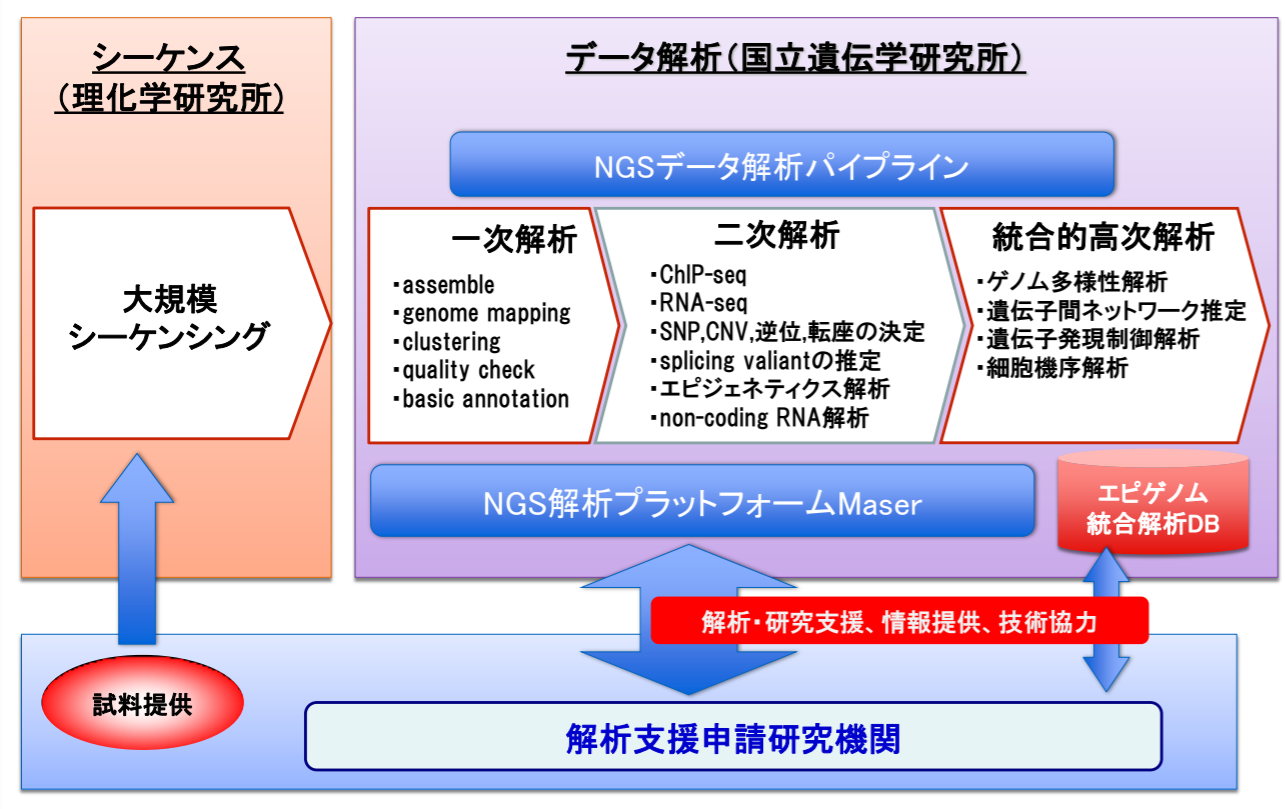 シーケンス
(理化学研究所)
大規模
シーケンシング
データ解析(国立遺伝学研究所)
NGSデータ解析パイプライン
一次解析
・assemble
・genome mapping
・clustering
・quality check
・basic annotation
二次解析
・ChIP-seq
・RNA-seq
・SNP,CNV,逆位,転座の決定
・splicing valiantの推定
・エピジェネティクス解析
・non-coding RNA解析
統合的高次解析
・ゲノム多様性解析
・遺伝子間ネットワーク推定
・遺伝子発現制御解析
・細胞機序解析
NGS解析プラットフォームMaser
エピゲノム
統合解析DB
解析・研究支援、情報提供、技術協力
試料提供
解析支援申請研究機関